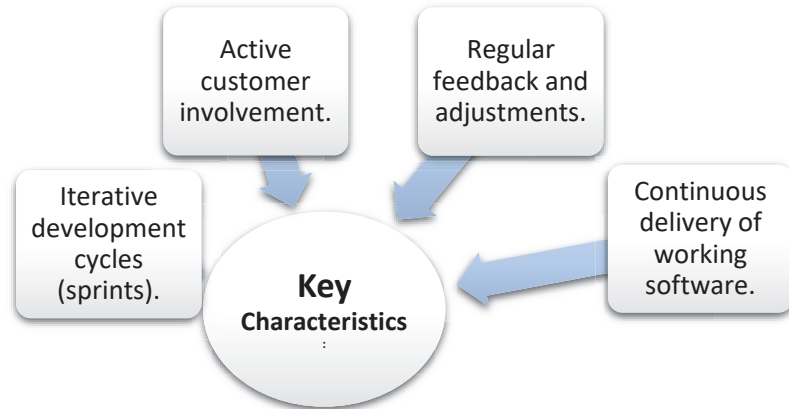 Active
customer
involvement.
Regular
feedback and
adjustments.
Iterative
development
cycles
(sprints).
Continuous
delivery of
working
software.
Key
Characteristics
: